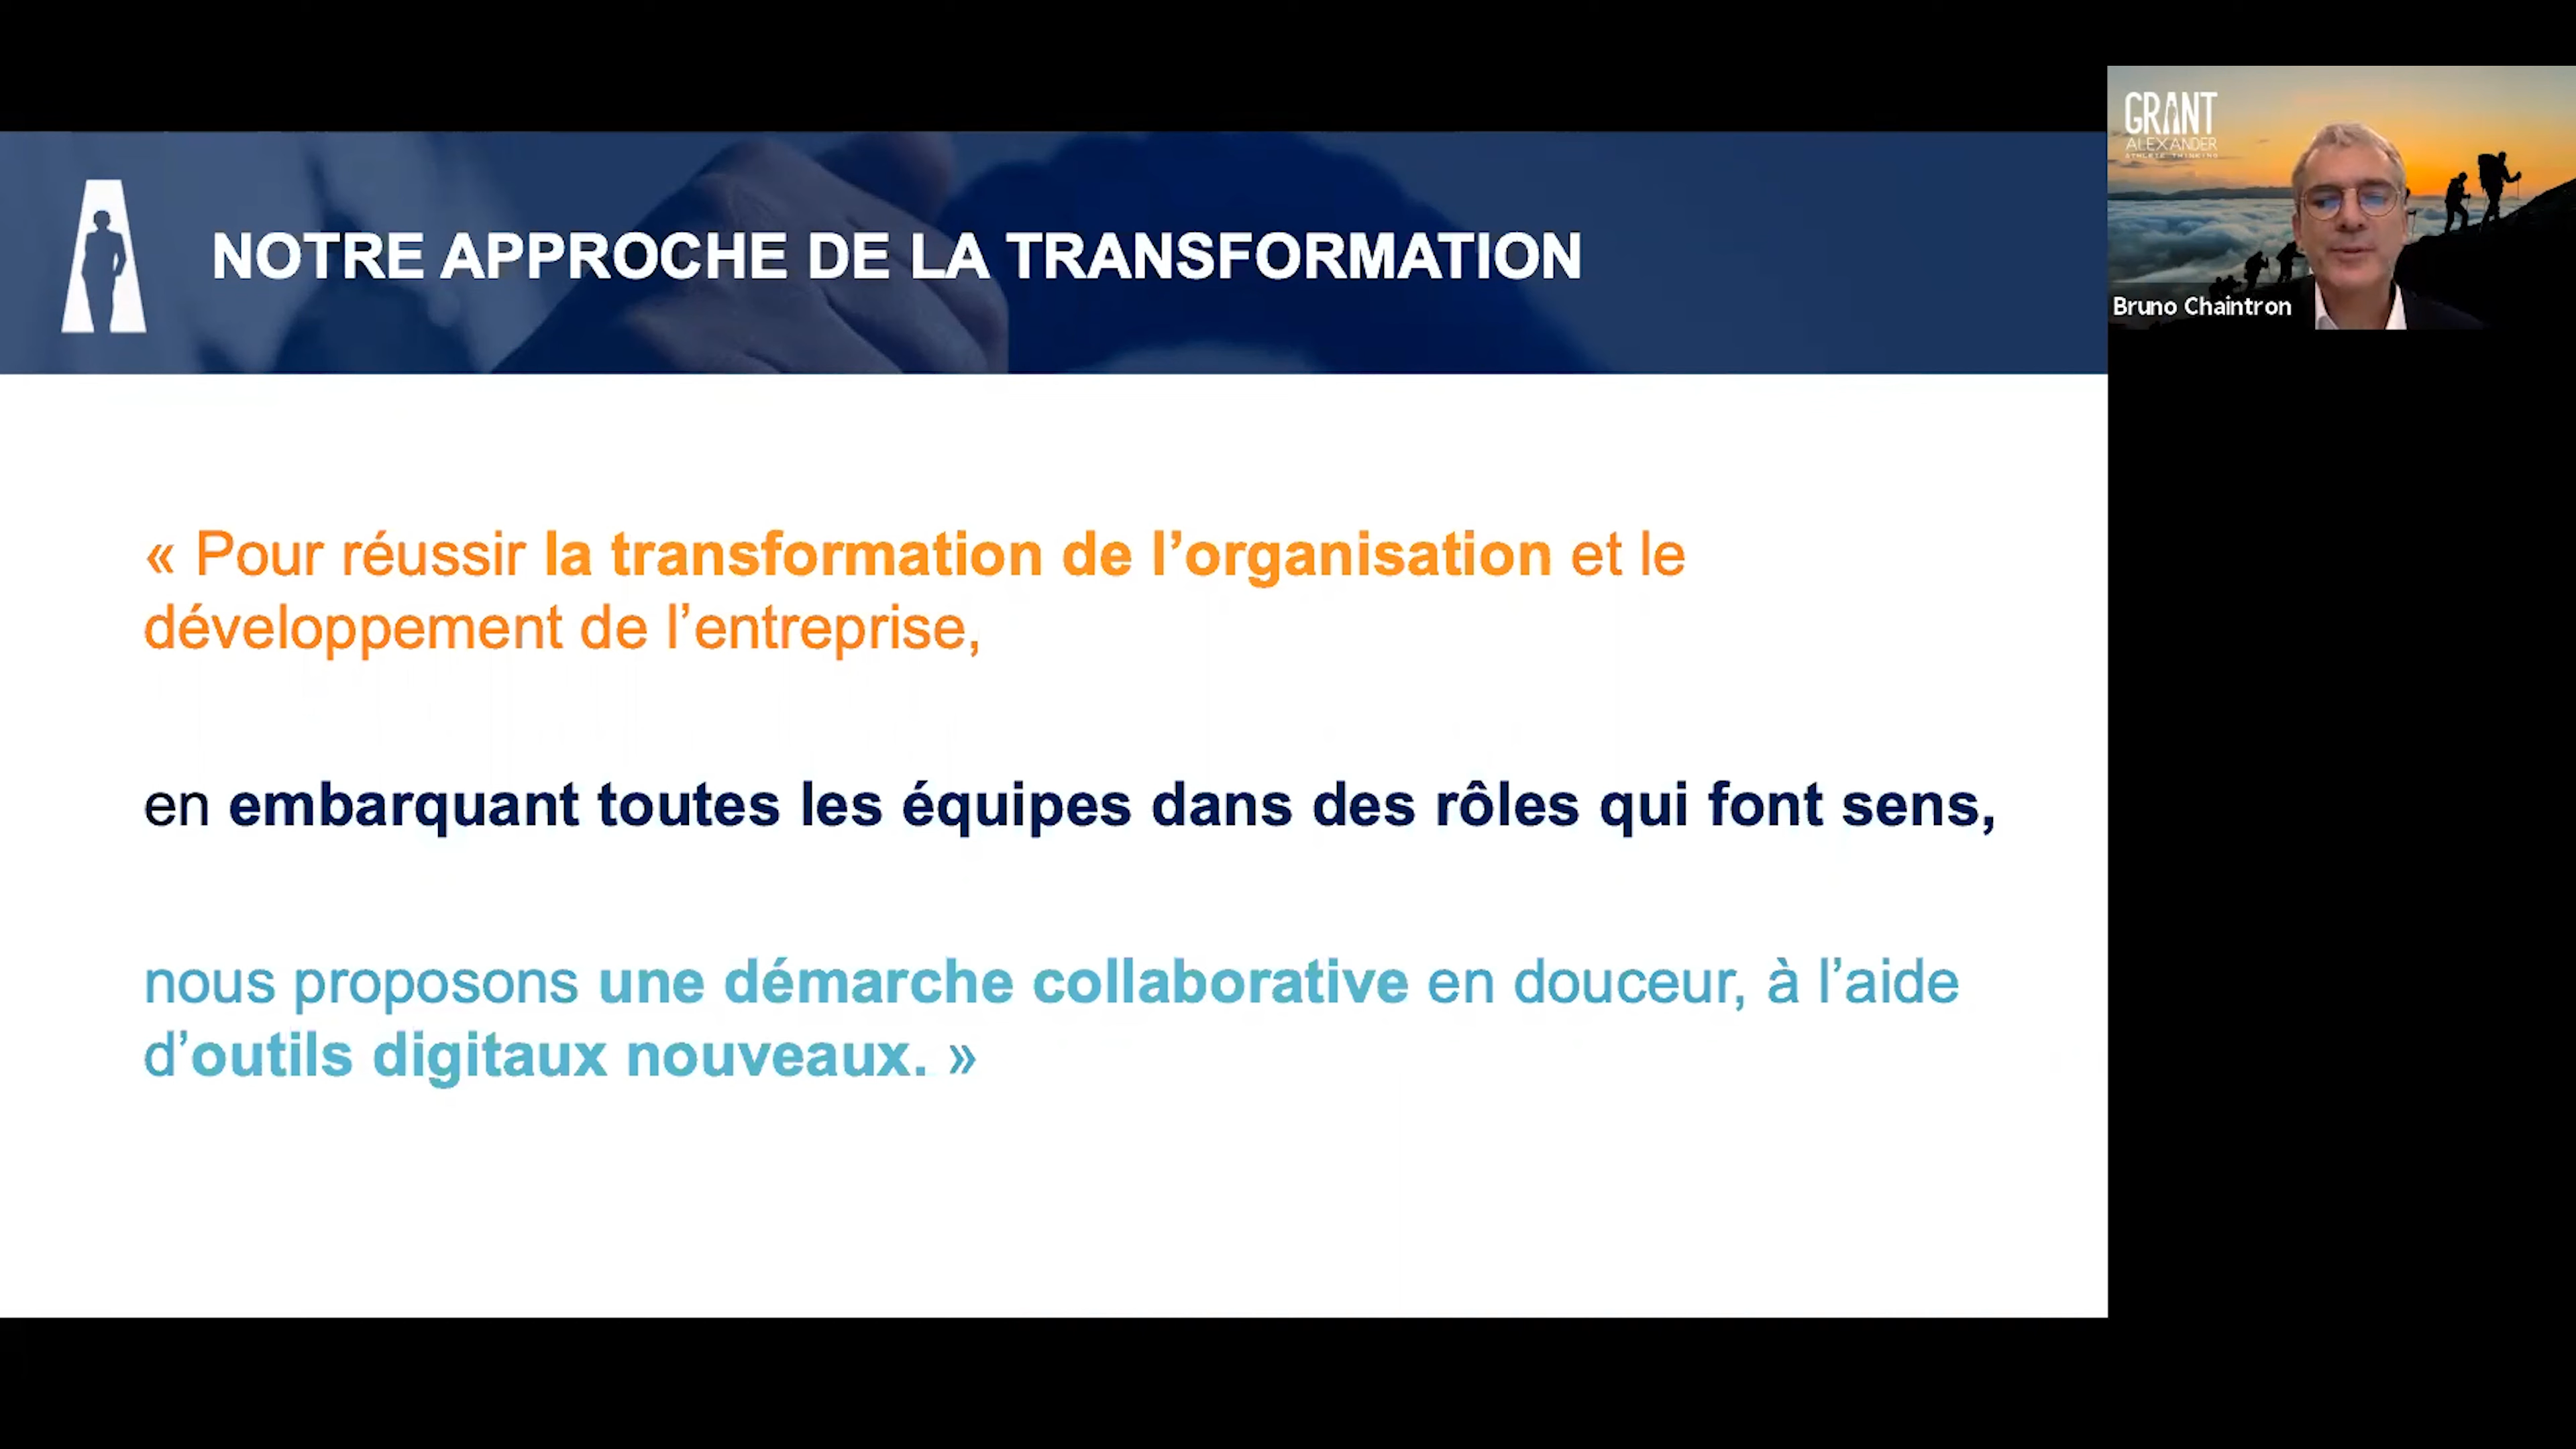 NOTRE APPROCHE DE LA TRANSFORMATION
« Pour réussir la transformation de l’organisation et le
développement de l’entreprise,
en embarquant toutes les équipes dans des rôles qui font sens,
nous proposons une démarche collaborative en douceur, à l’aide
d’outils digitaux nouveaux. »
GRANT
ALEXANDER
ATHLETE THINKING
Bruno Chaintron